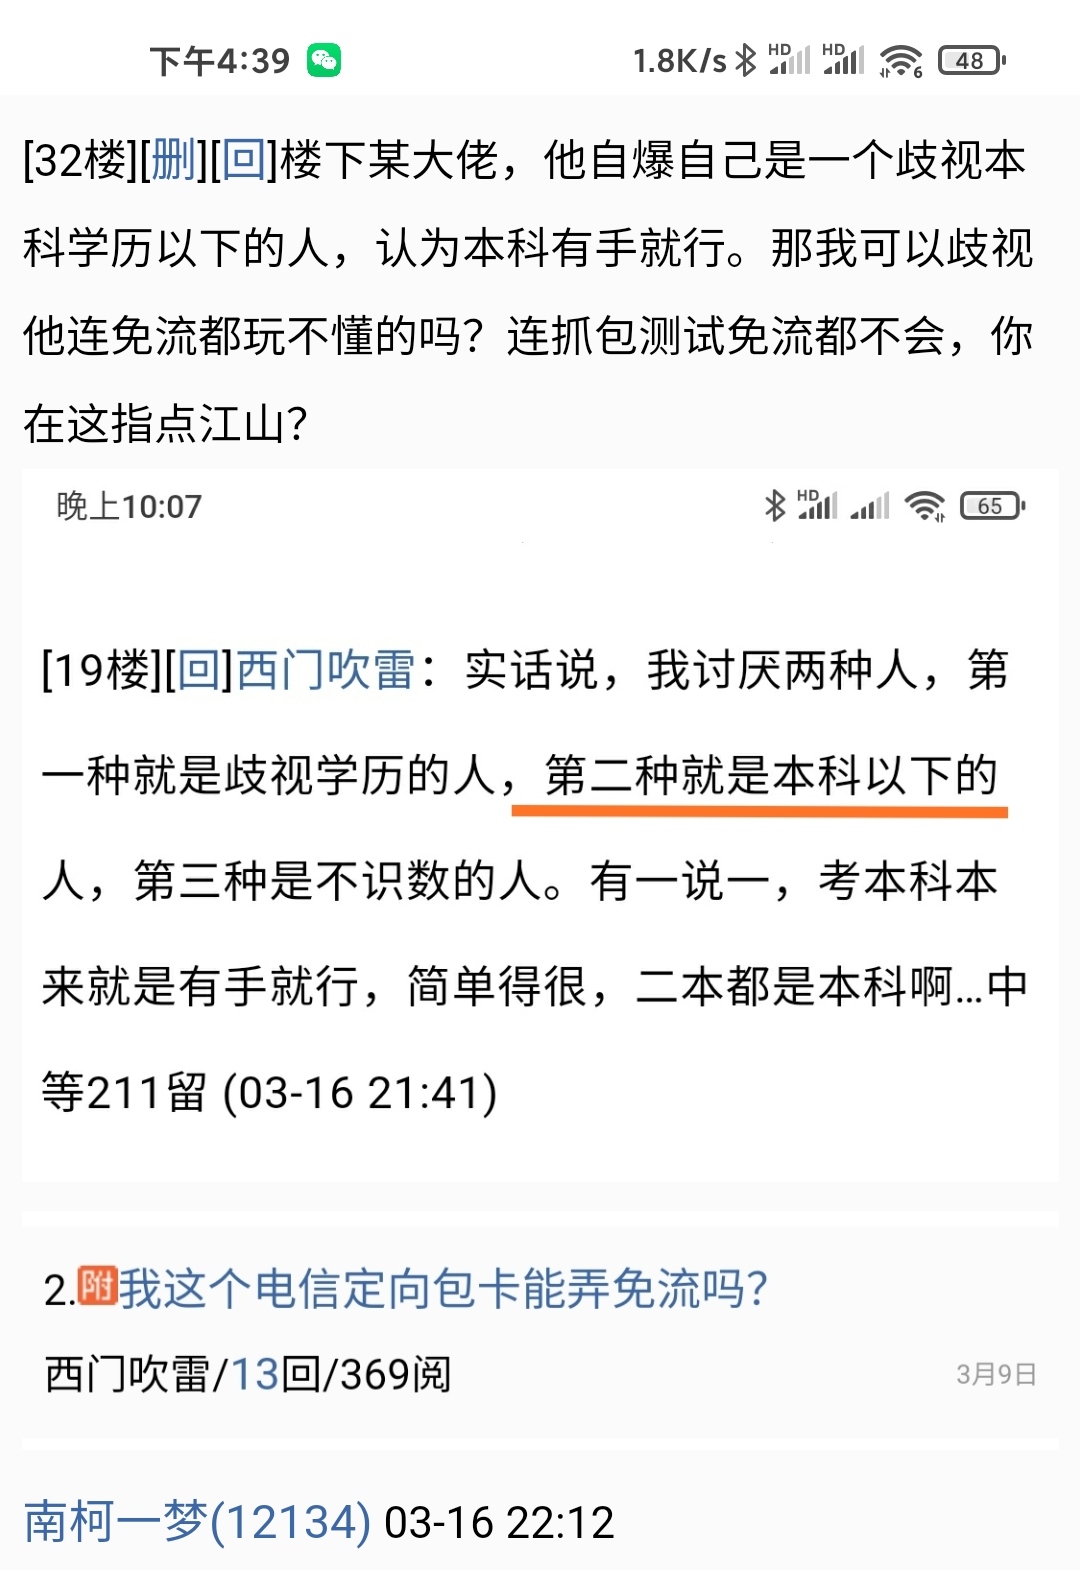 下午4:39 1.8K/s HD HD 6 48
[32楼][删][回]楼下某大佬，他自爆自己是一个歧视本
科学历以下的人，认为本科有手就行。那我可以歧视
他连免流都玩不懂的吗？连抓包测试免流都不会，你
在这指点江山？
晚上10:07 HD 65
[19楼][回]西门吹雷：实话说，我讨厌两种人，第
一种就是歧视学历的人，第二种就是本科以下的
人，第三种是不识数的人。有一说一，考本科本
来就是有手就行，简单得很，二本都是本科啊…中
等211留 (03-16 21:41)
2.附我这个电信定向包卡能弄免流吗？
西门吹雷/13回/369阅 3月9日
南柯一梦(12134) 03-16 22:12